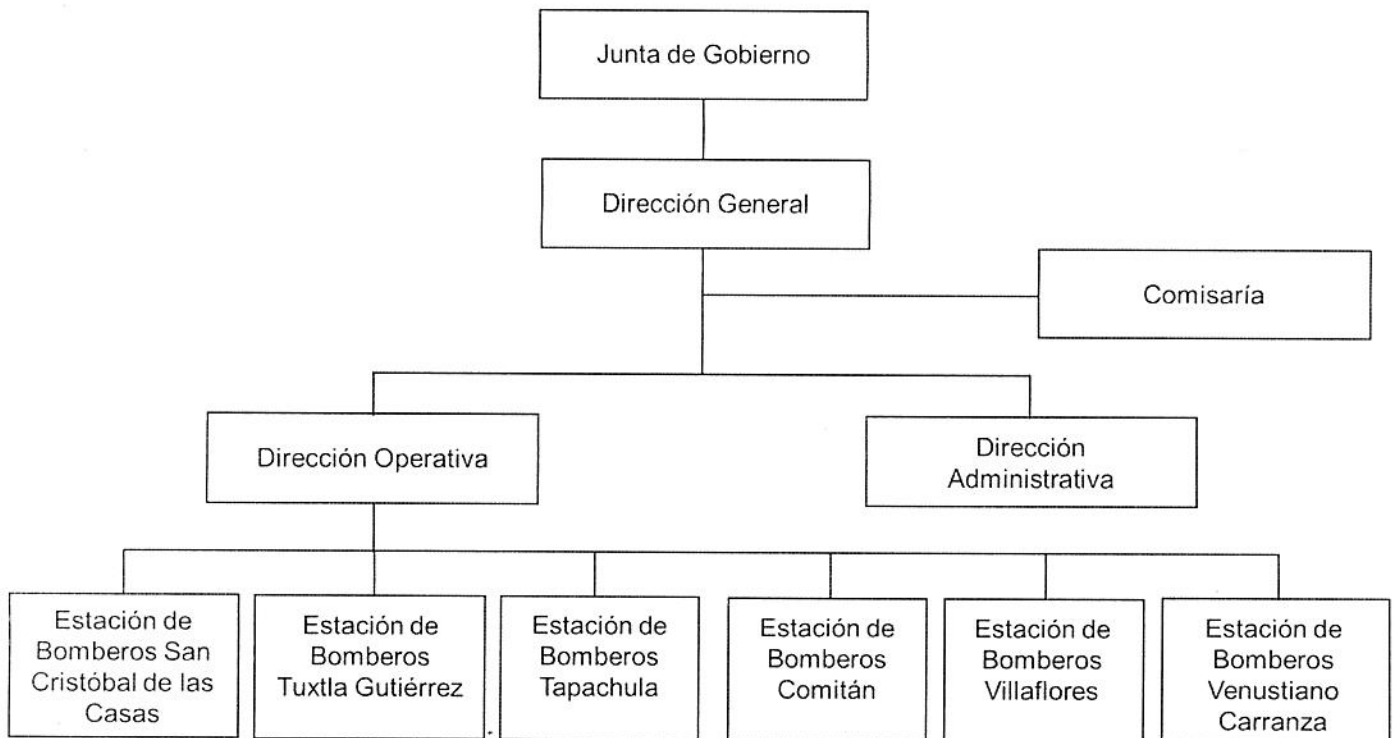 Junta de Gobierno
Dirección General
Comisaría
Dirección Operativa
Dirección
Administrativa
Estación de
Bomberos San
Cristóbal de las
Casas
Estación de
Bomberos
Tuxtla Gutiérrez
Estación de
Bomberos
Tapachula
Estación de
Bomberos
Comitán
Estación de
Bomberos
Villaflores
Estación de
Bomberos
Venustiano
Carranza